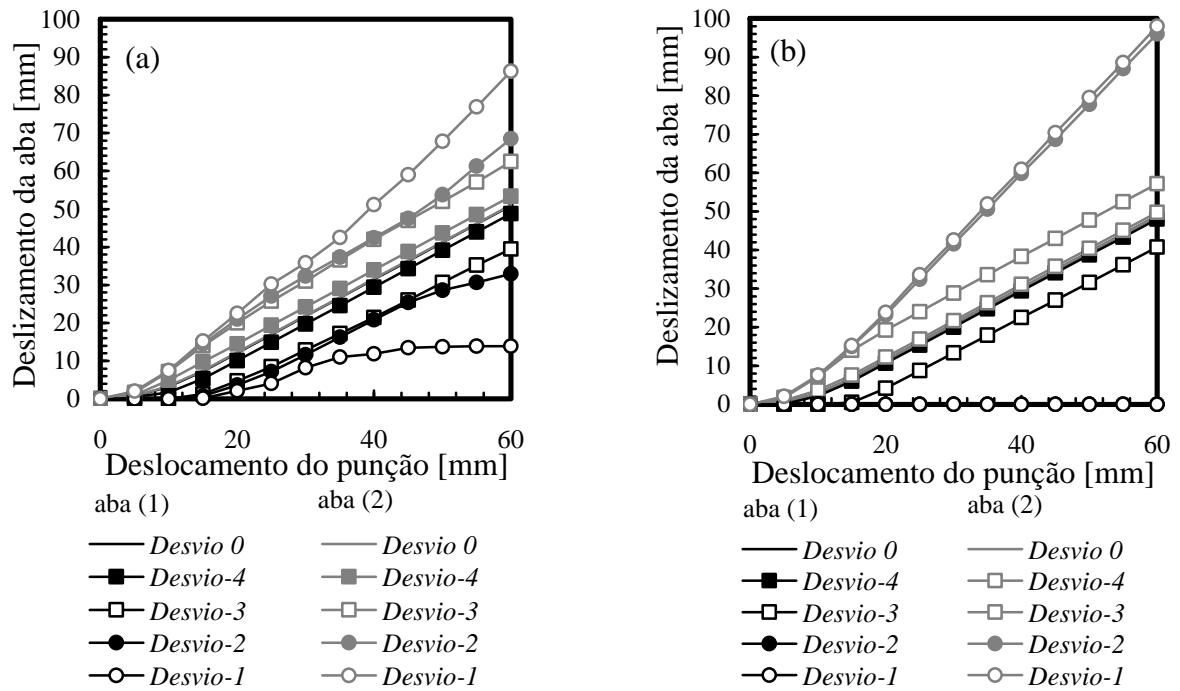 (a)
Deslizamento da aba [mm]
100
90
80
70
60
50
40
30
20
10
0
0 20 40 60
Deslocamento do punção [mm]
aba (1) aba (2)
Desvio 0 Desvio 0
Desvio-4 Desvio-4
Desvio-3 Desvio-3
Desvio-2 Desvio-2
Desvio-1 Desvio-1
(b)
Deslizamento da aba [mm]
100
90
80
70
60
50
40
30
20
10
0
0 20 40 60
Deslocamento do punção [mm]
aba (1) aba (2)
Desvio 0 Desvio 0
Desvio-4 Desvio-4
Desvio-3 Desvio-3
Desvio-2 Desvio-2
Desvio-1 Desvio-1